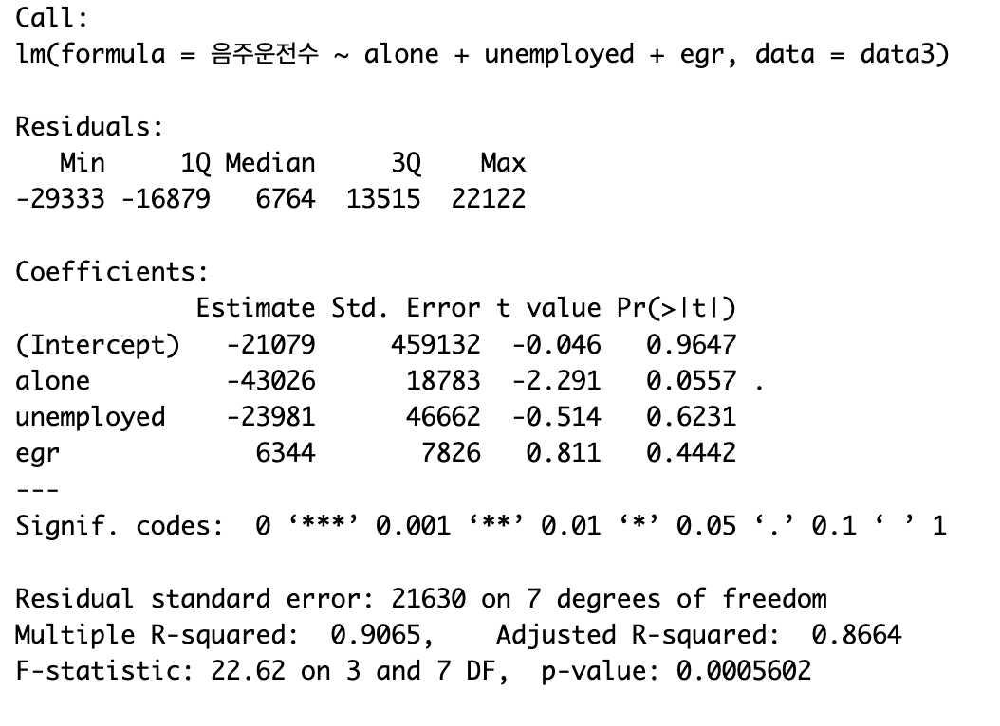 Call:
lm(formula = 음주운전수 ~ alone + unemployed + egr, data = data3)
Residuals:
   Min     1Q Median     3Q    Max
-29333 -16879   6764  13515  22122
Coefficients:
            Estimate Std. Error t value Pr(>|t|)
(Intercept)   -21079     459132  -0.046   0.9647
alone         -43026      18783  -2.291   0.0557 .
unemployed    -23981      46662  -0.514   0.6231
egr             6344       7826   0.811   0.4442
---
Signif. codes:  0 ‘***’ 0.001 ‘**’ 0.01 ‘*’ 0.05 ‘.’ 0.1 ‘ ’ 1
Residual standard error: 21630 on 7 degrees of freedom
Multiple R-squared:  0.9065,	Adjusted R-squared:  0.8664
F-statistic: 22.62 on 3 and 7 DF,  p-value: 0.0005602